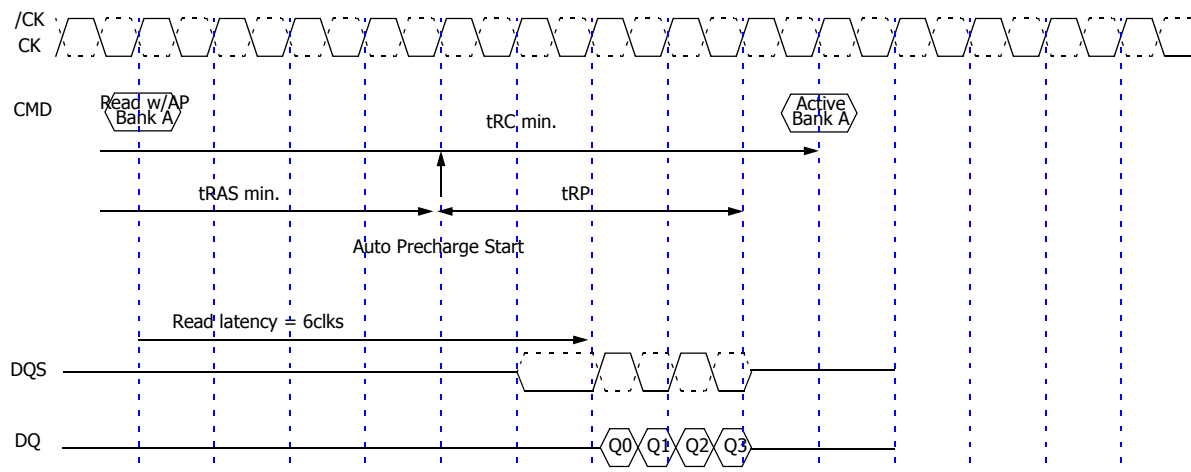 /CK
CK
CMD
Read w/AP
Bank A
Active
Bank A
tRC min.
tRAS min.
tRP
Auto Precharge Start
Read latency = 6clks
DQS
DQ
Q0 Q1 Q2 Q3